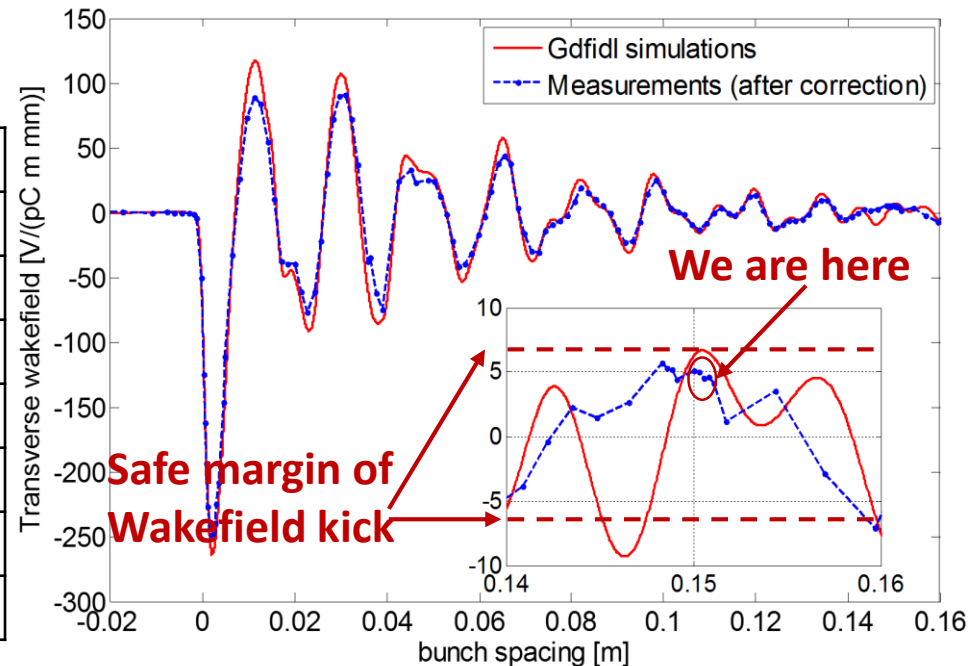 150
100
50
0
-50
-100
-150
-200
-250
-300
Transverse wakefield [V/(pC m mm)]
Gdfidl simulations
Measurements (after correction)
We are here
Safe margin of
Wakefield kick
10
5
0
-5
-10
0.14 0.15 0.16
-0.02 0 0.02 0.04 0.06 0.08 0.1 0.12 0.14 0.16
bunch spacing [m]